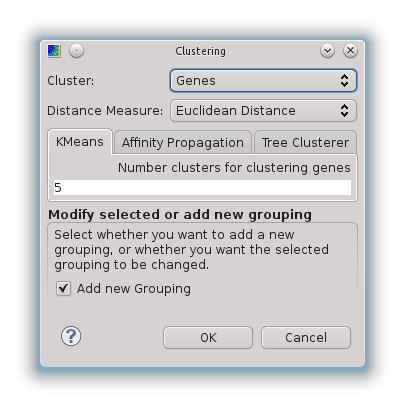 Clustering
Cluster: Genes
Distance Measure: Euclidean Distance
KMeans Affinity Propagation Tree Clusterer
Number clusters for clustering genes
5
Modify selected or add new grouping
Select whether you want to add a new
grouping, or whether you want the selected
grouping to be changed.
Add new Grouping
? OK Cancel